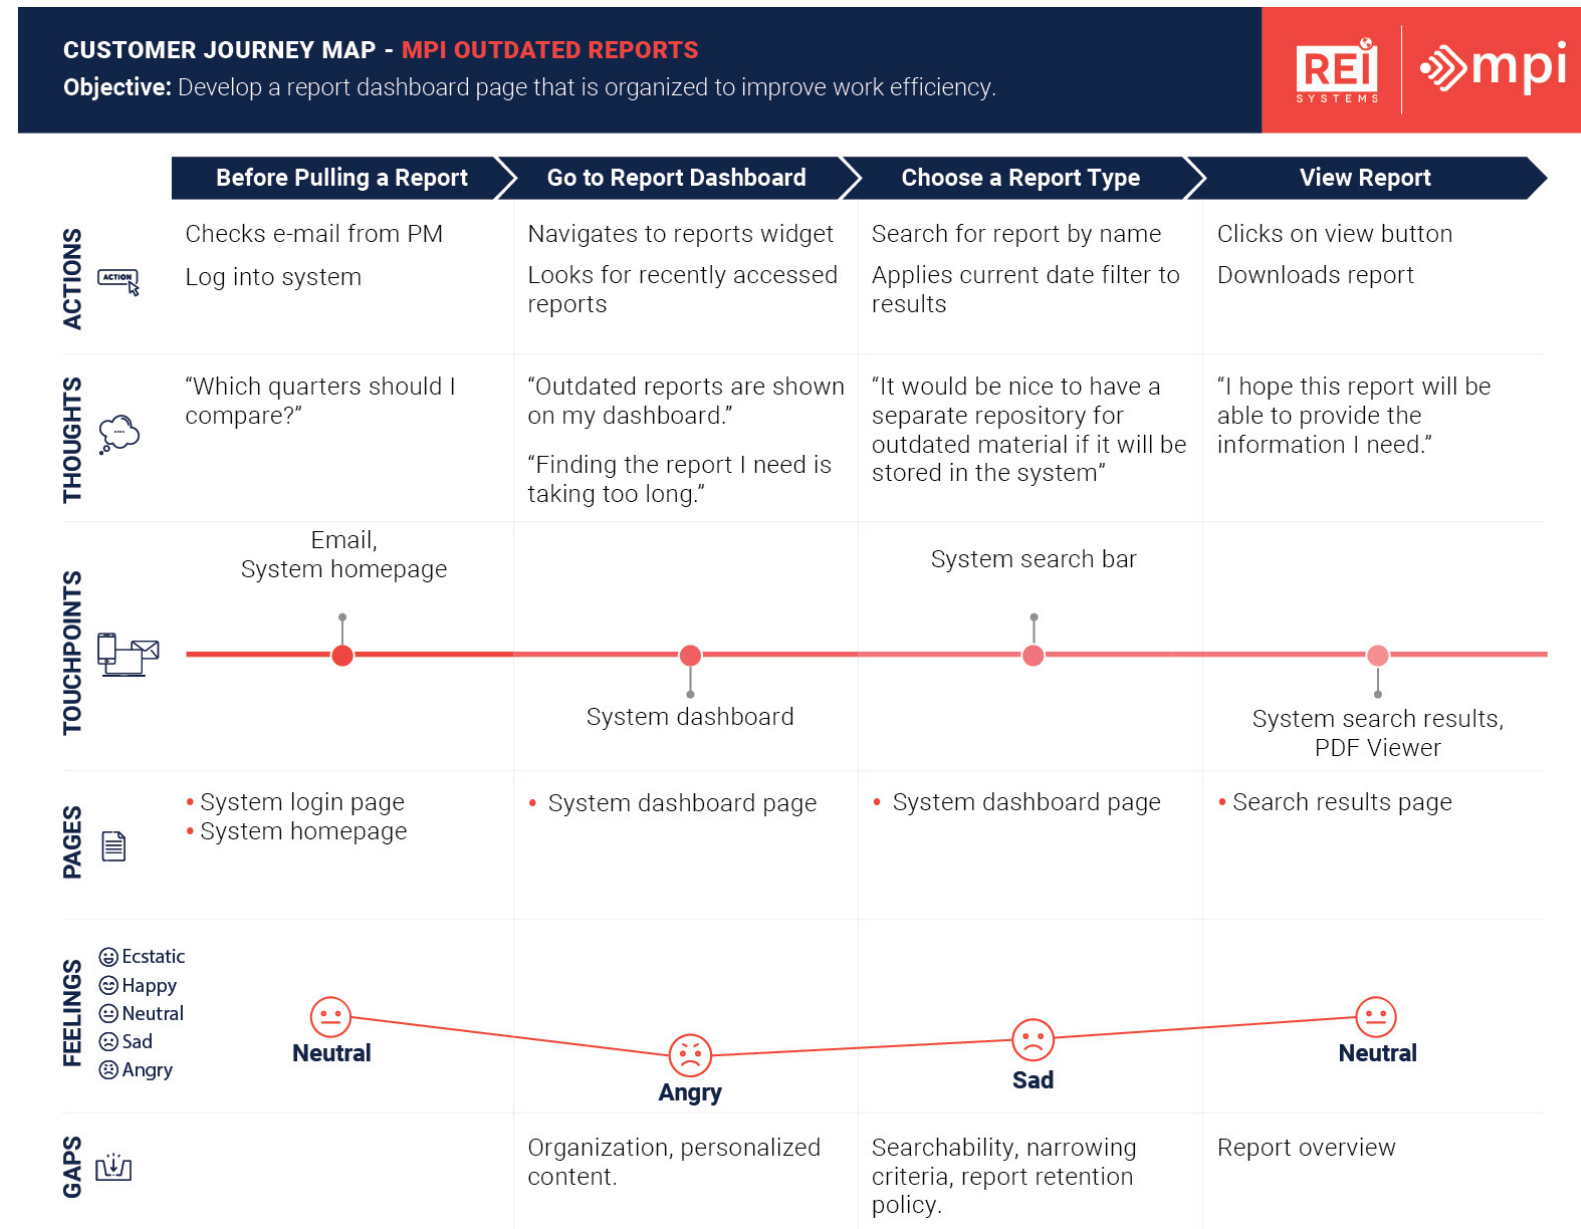 CUSTOMER JOURNEY MAP - MPI OUTDATED REPORTS
Objective: Develop a report dashboard page that is organized to improve work efficiency.
REI
SYSTEMS
mpi
Before Pulling a Report
Go to Report Dashboard
Choose a Report Type
View Report
ACTIONS
ACTION
Checks e-mail from PM
Log into system
Navigates to reports widget
Looks for recently accessed
reports
Search for report by name
Applies current date filter to
results
Clicks on view button
Downloads report
THOUGHTS
“Which quarters should I
compare?”
“Outdated reports are shown
on my dashboard.”
“Finding the report I need is
taking too long.”
“It would be nice to have a
separate repository for
outdated material if it will be
stored in the system”
“I hope this report will be
able to provide the
information I need.”
TOUCHPOINTS
Email,
System homepage
System dashboard
System search bar
System search results,
PDF Viewer
PAGES
• System login page
• System homepage
• System dashboard page
• System dashboard page
• Search results page
FEELINGS
Ecstatic
Happy
Neutral
Sad
Angry
Neutral
Angry
Sad
Neutral
GAPS
Organization, personalized
content.
Searchability, narrowing
criteria, report retention
policy.
Report overview